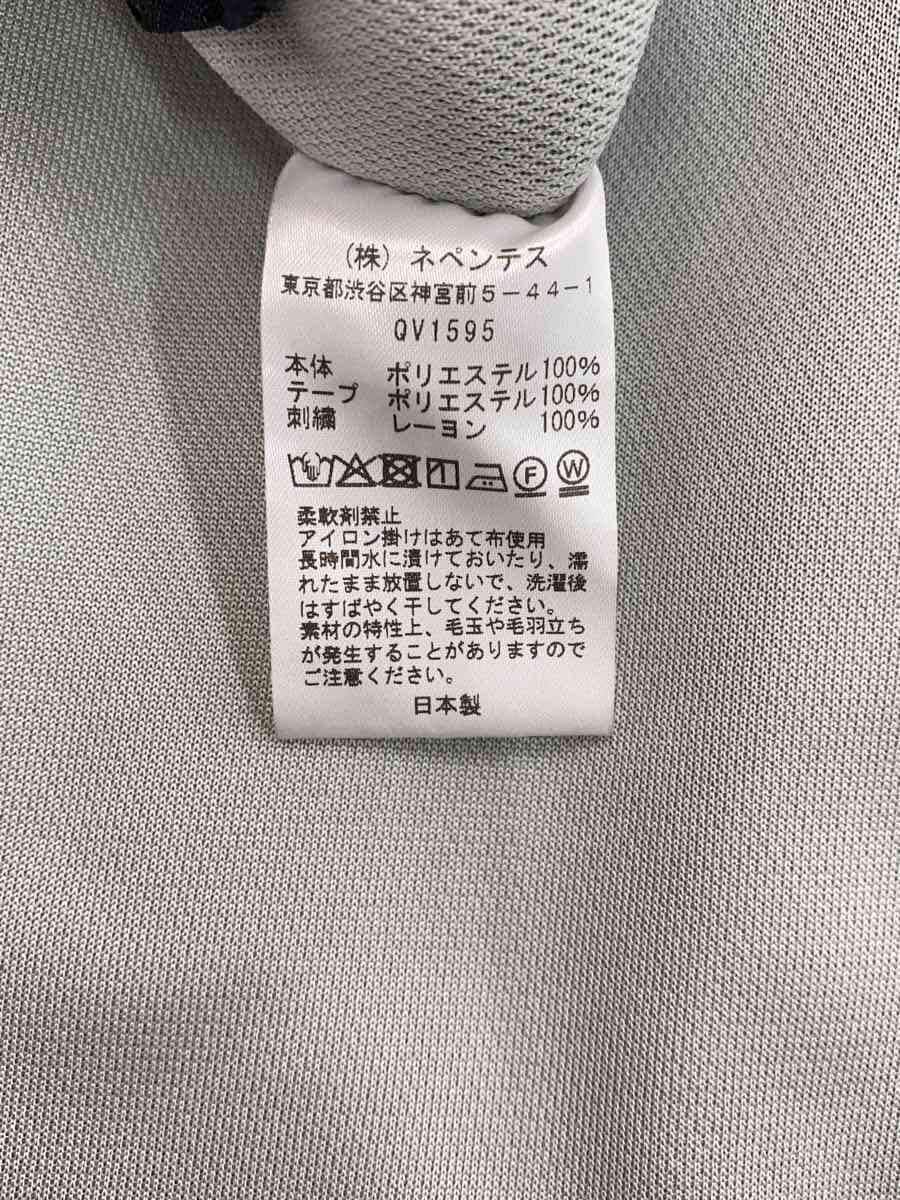 (株) ネペンテス
東京都渋谷区神宮前5-44-1
QV1595
本体 ポリエステル100%
テープ ポリエステル100%
刺繍 レーヨン 100%
F W
柔軟剤禁止
アイロン掛けはあて布使用
長時間水に漬けておいたり、濡
れたまま放置しないで、洗濯後
はすばやく干してください。
素材の特性上、毛玉や毛羽立ち
が発生することがありますので
ご注意ください。
日本製